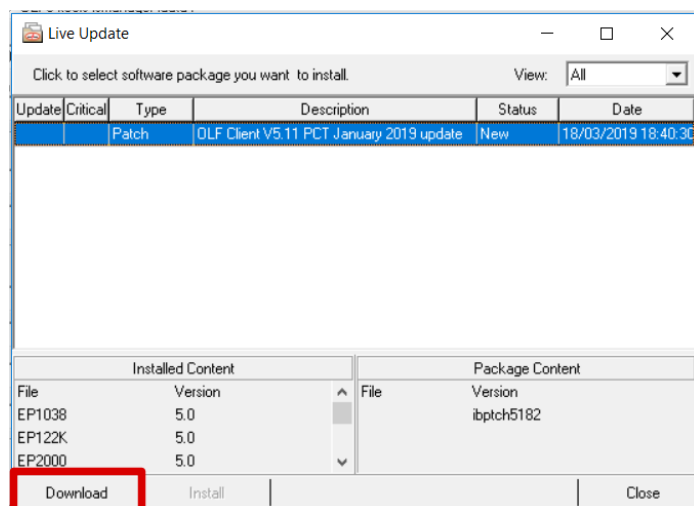 Live Update
Click to select software package you want to install.
View: All
Update Critical Type Description Status Date
Patch OLF Client V5.11 PCT January 2019 update New 18/03/2019 18:40:30
Installed Content
Package Content
File Version
File Version
EP1038 5.0
ibptch5182
EP122K 5.0
EP2000 5.0
Download Install Close